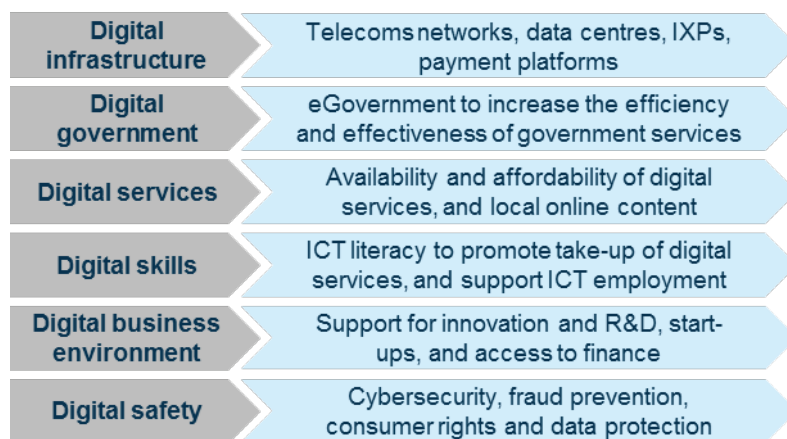 Digital
infrastructure
Telecoms networks, data centres, IXPs,
payment platforms
Digital
government
eGovernment to increase the efficiency
and effectiveness of government services
Digital services
Availability and affordability of digital
services, and local online content
Digital skills
ICT literacy to promote take-up of digital
services, and support ICT employment
Digital business
environment
Support for innovation and R&D, start-
ups, and access to finance
Digital safety
Cybersecurity, fraud prevention,
consumer rights and data protection